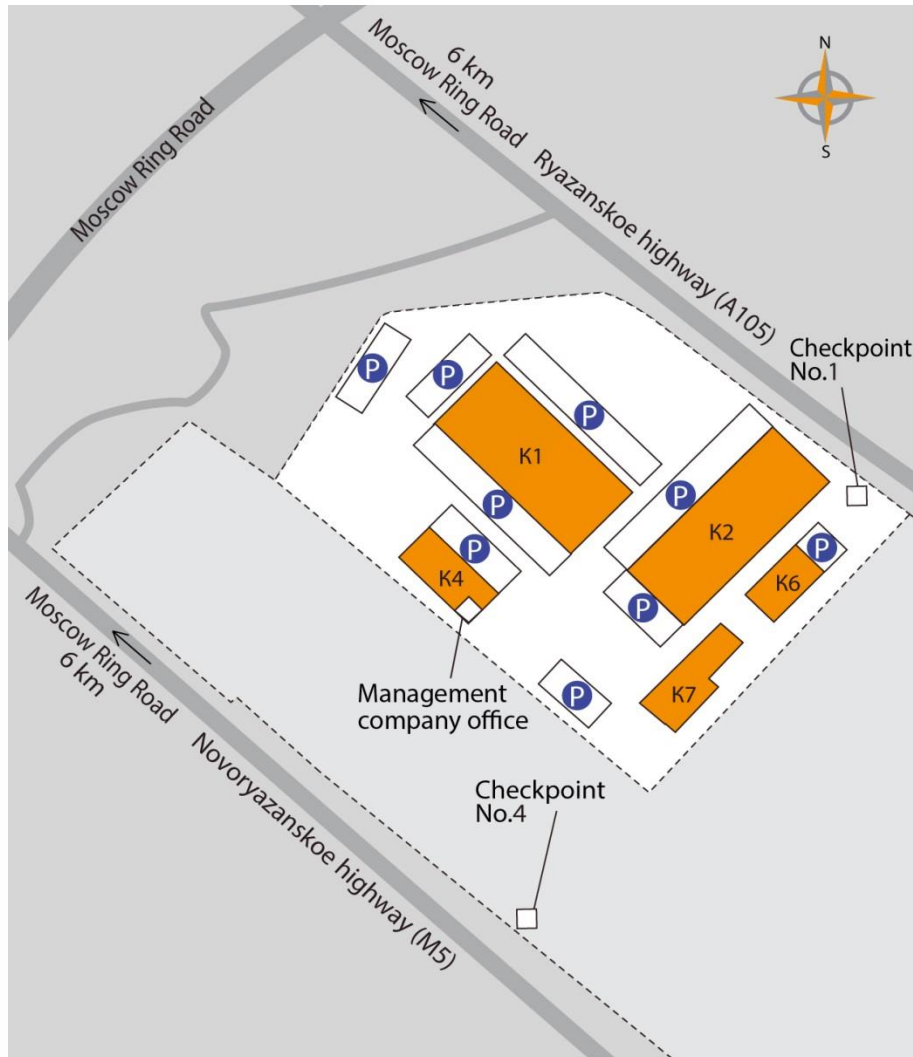 N
S
6 km
Moscow Ring Road
Ryazanskoe highway (A105)
Moscow Ring Road
Checkpoint
No.1
P
P
P
K1
P
P
K2
P
P
K4
K6
P
P
K7
P
Management
company office
Moscow Ring Road
6 km
Novoryazanskoe highway (M5)
Checkpoint
No.4